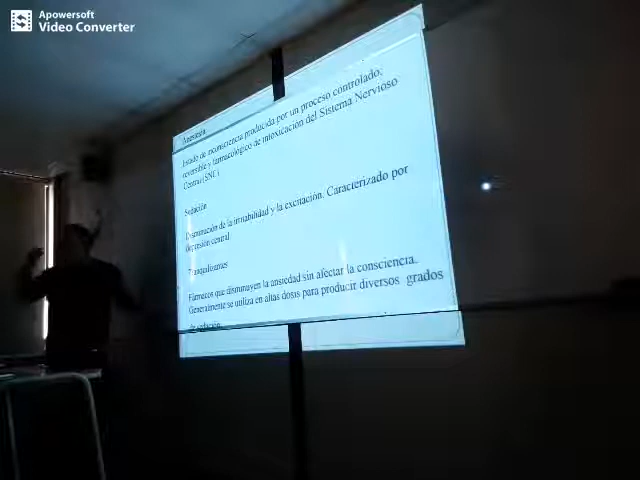 Apowersoft
Video Converter
Anestesia
Estado de inconsciencia producida por un proceso controlado,
reversible y farmacológico de intoxicación del Sistema Nervioso
Central (SNC)
Sedación
Disminución de la irritabilidad y la excitación. Caracterizado por
depresión central
Tranquilizantes
Fármacos que disminuyen la ansiedad sin afectar la consciencia.
Generalmente se utiliza en altas dosis para producir diversos grados
de sedación